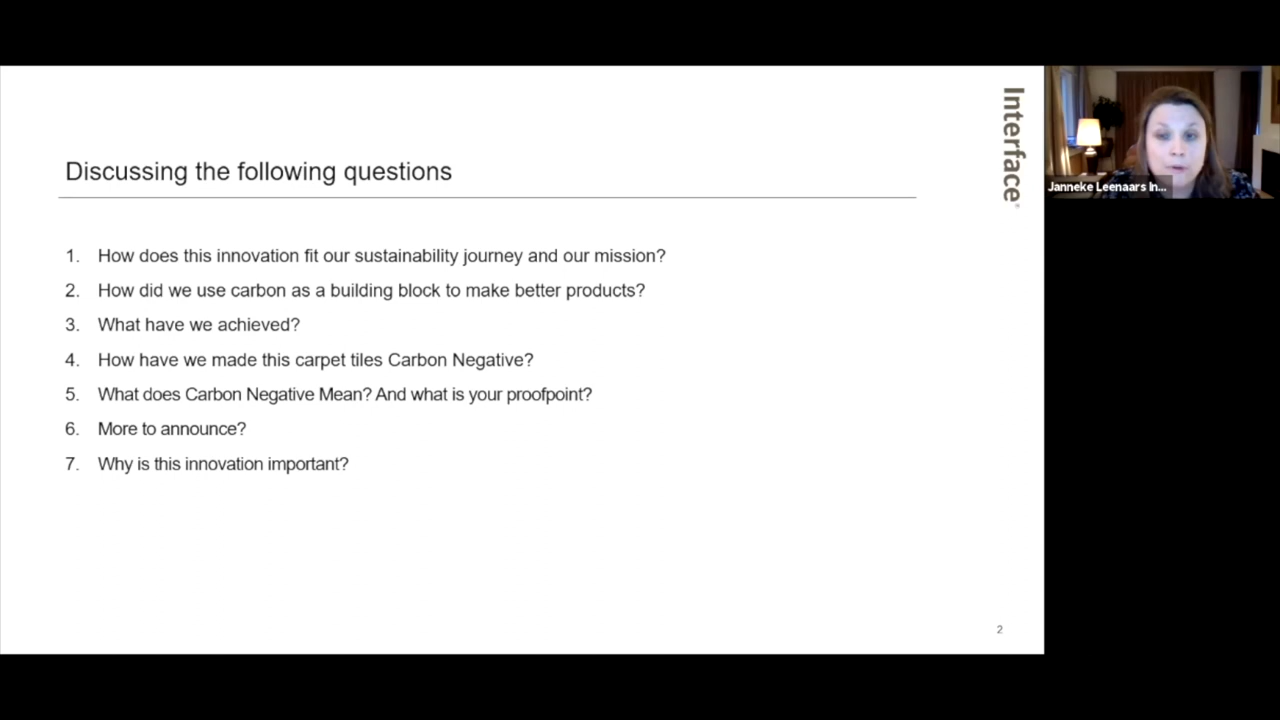 Interface®
Discussing the following questions
1. How does this innovation fit our sustainability journey and our mission?
2. How did we use carbon as a building block to make better products?
3. What have we achieved?
4. How have we made this carpet tiles Carbon Negative?
5. What does Carbon Negative Mean? And what is your proofpoint?
6. More to announce?
7. Why is this innovation important?
2
Janneke Leenaars In...